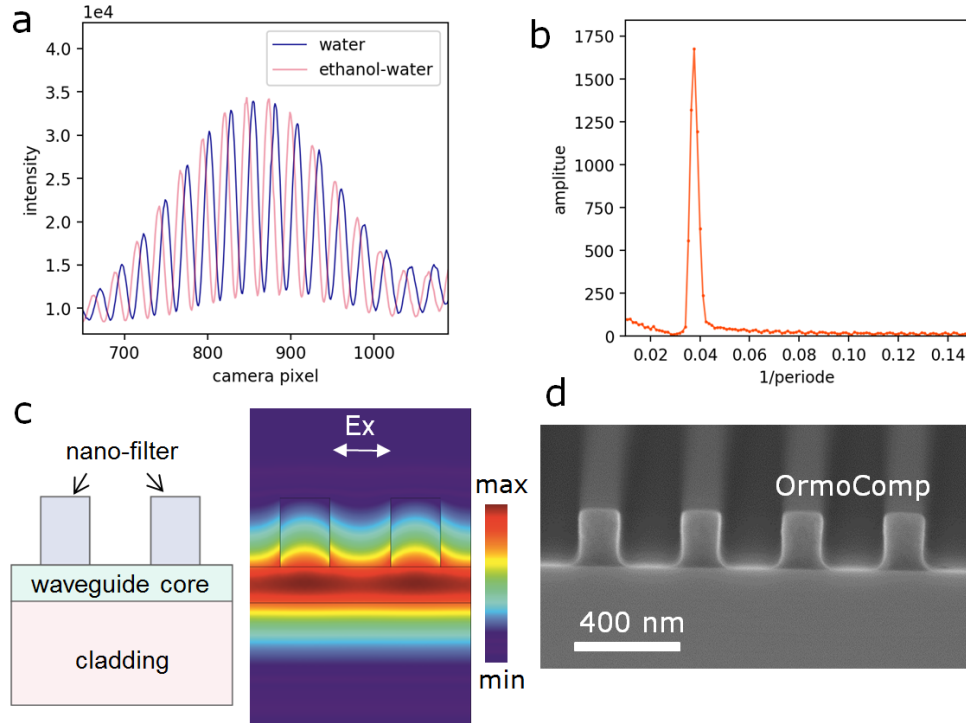 a
1e4
water
ethanol-water
4.0
3.5
3.0
2.5
2.0
1.5
1.0
intensity
700
800
900
1000
camera pixel
b
1750
1500
1250
1000
750
500
250
0
amplitue
0.02
0.04
0.06
0.08
0.10
0.12
0.14
1/periode
c
nano-filter
waveguide core
cladding
Ex
max
min
d
OrmoComp
400 nm